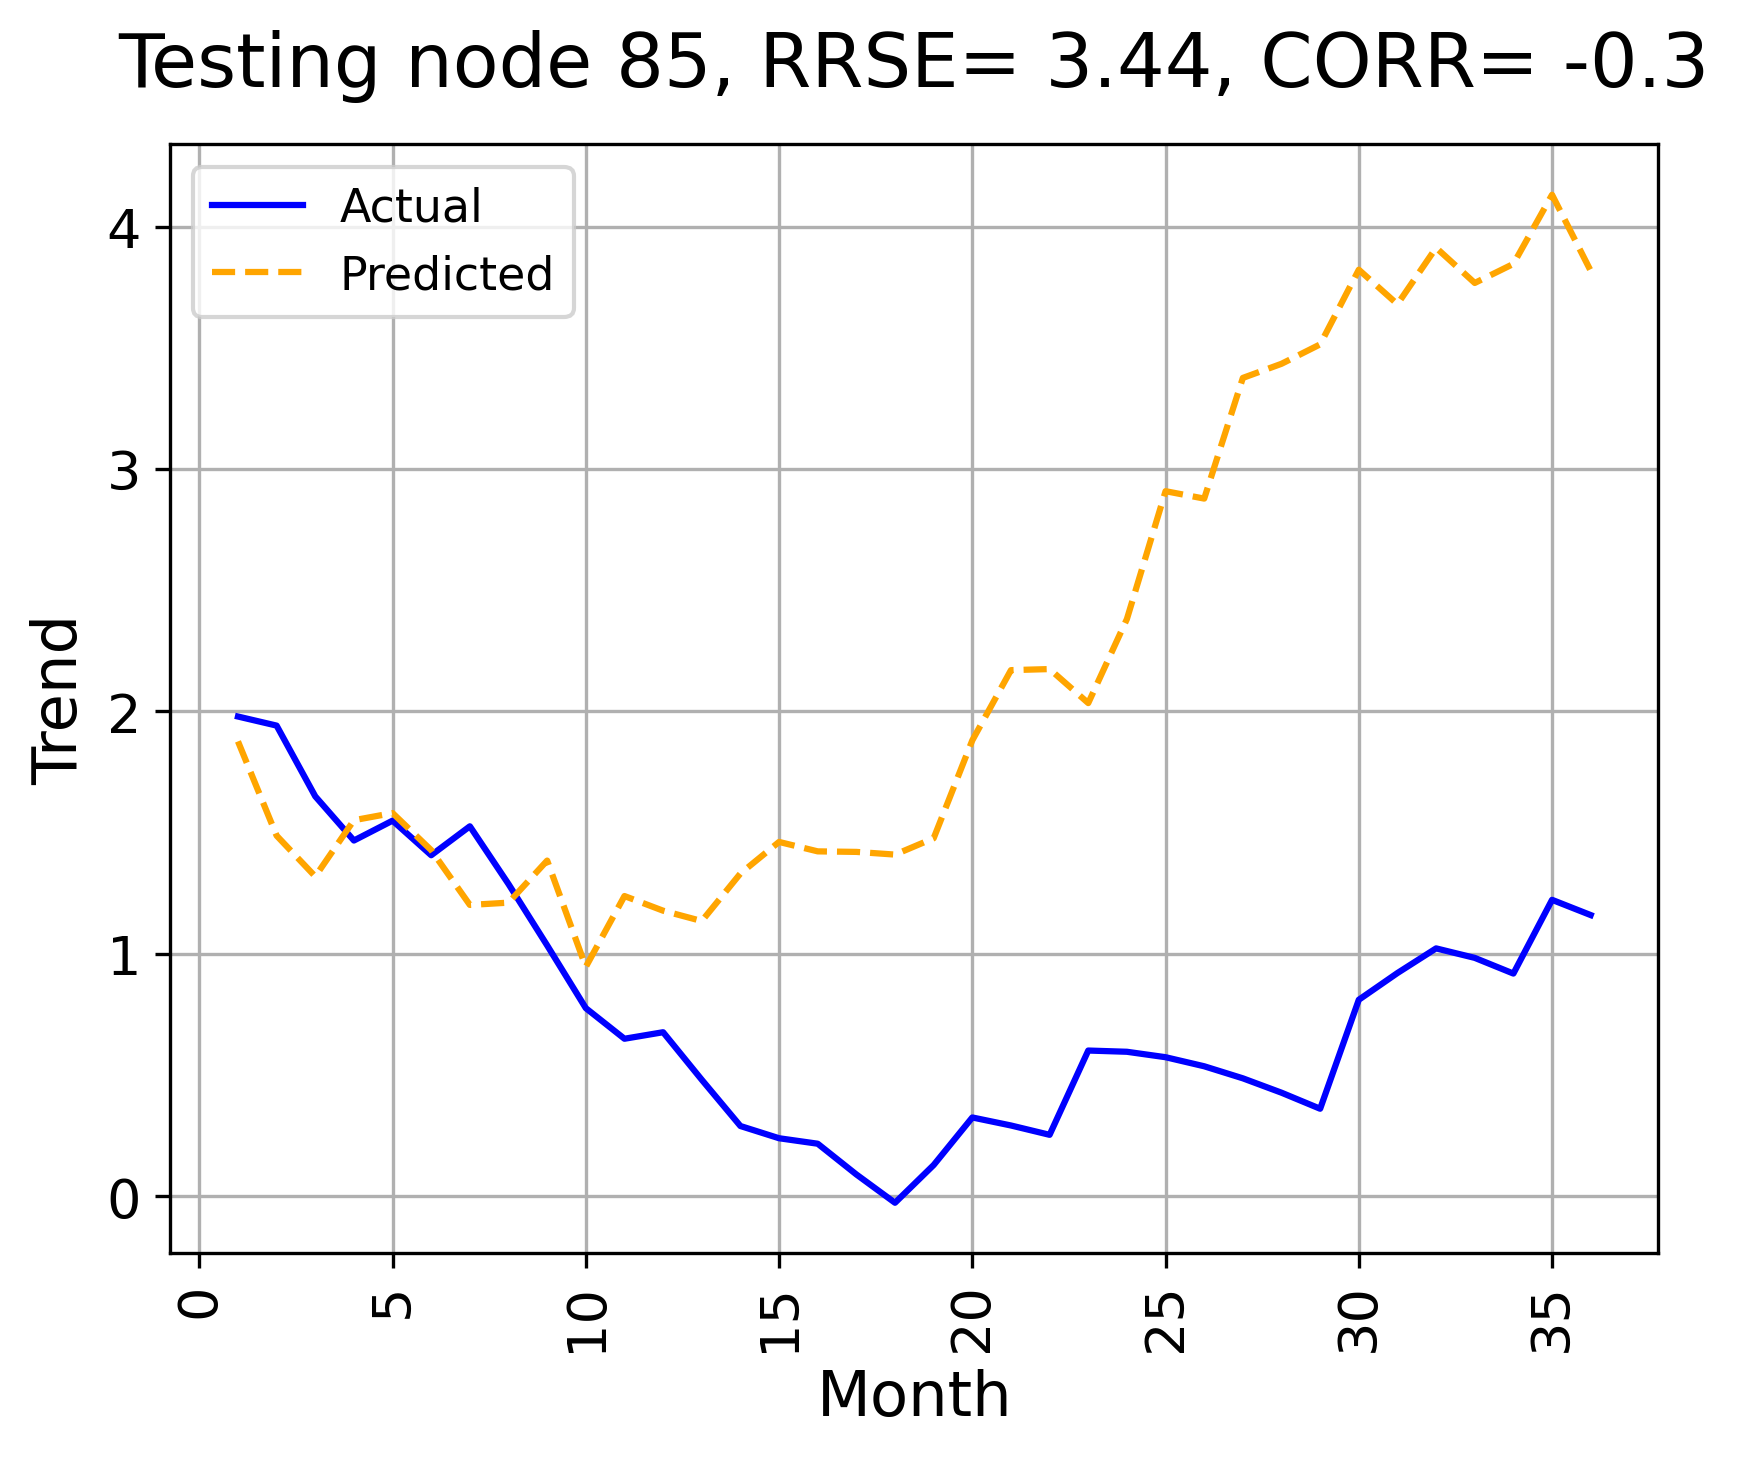 Testing node 85, RRSE= 3.44, CORR= -0.3
Actual
Predicted
4
3
2
1
0
Trend
0 5 10 15 20 25 30 35
Month